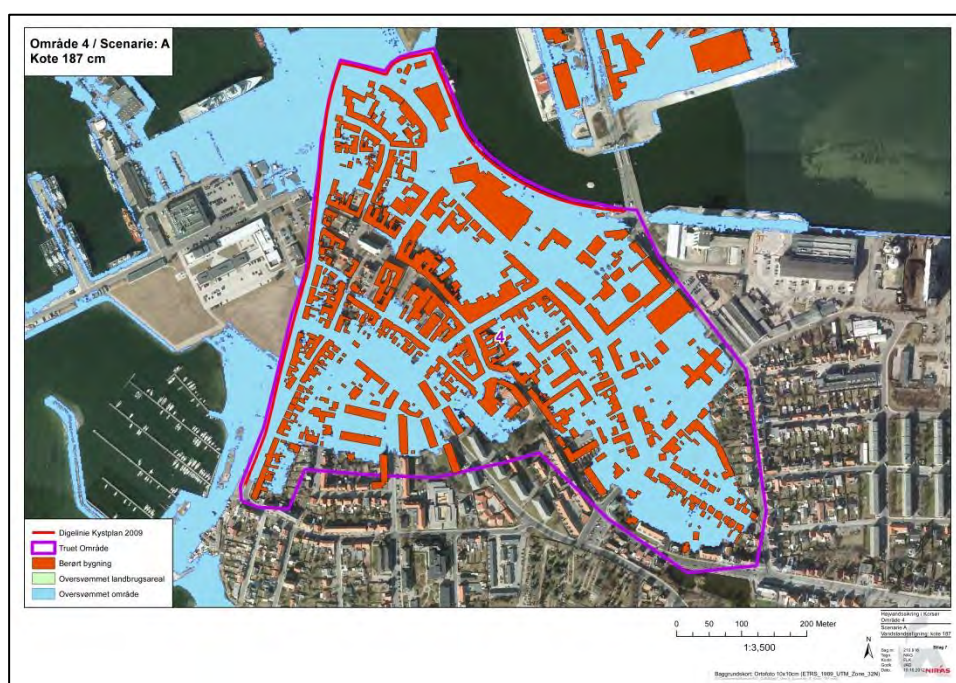 Område 4 / Scenarie: A
Kote 187 cm
4
Digelinie Kystplan 2009
Truet Område
Berørt bygning
Oversvømmet landbrugsareal
Oversvømmet område
0 50 100 200 Meter
1:3,500
N
Højvandssikring i Korsør
Område 4
Scenarie A
Vandstandsstigning: kote 187
Bilag 7
NIRAS
Baggrundskort: Ortofoto 10x10cm (ETRS_1989_UTM_Zone_32N)